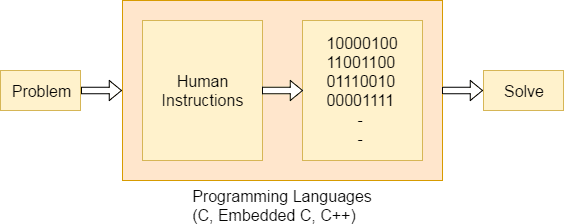 Problem
Human
Instructions
10000100
11001100
01110010
00001111
-
-
Solve
Programming Languages
(C, Embedded C, C++)